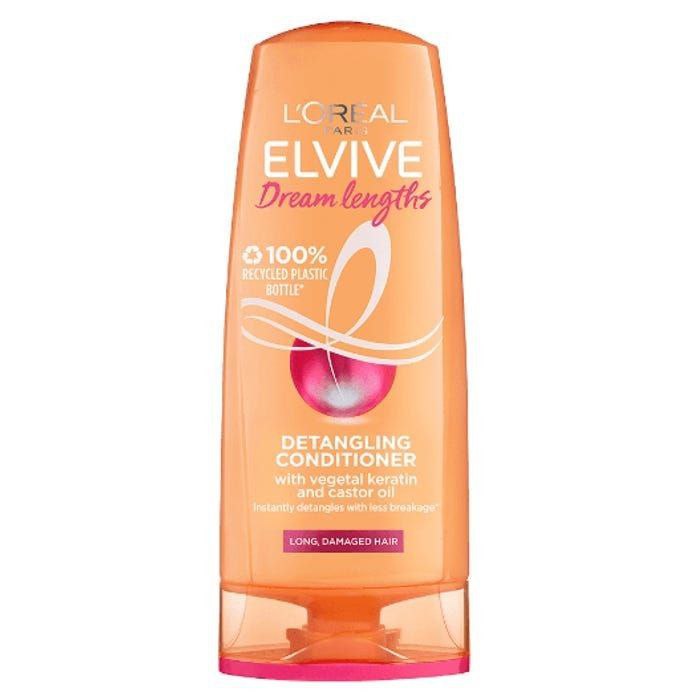 L'ORÉAL
PARIS
ELVIVE
Dream lengths
100%
RECYCLED PLASTIC
BOTTLE*
DETANGLING
CONDITIONER
with vegetal keratin
and castor oil
Instantly detangles with less breakage*
LONG, DAMAGED HAIR